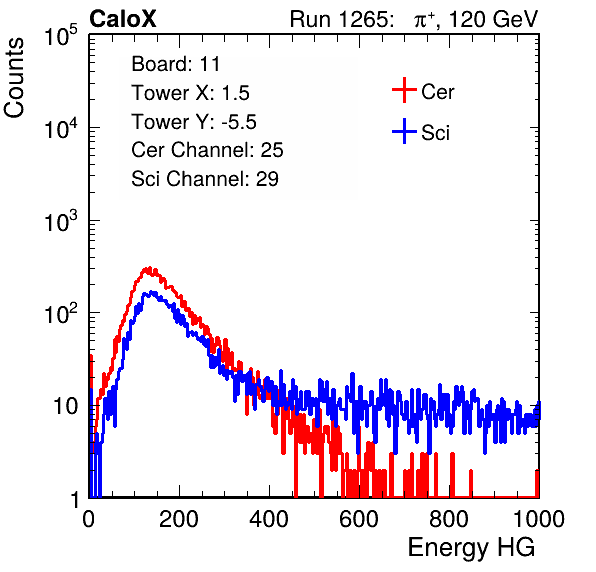 CaloX Run 1265: π⁺, 120 GeV
Counts
10⁵
10⁴
10³
10²
10
1
Board: 11
Tower X: 1.5
Tower Y: -5.5
Cer Channel: 25
Sci Channel: 29
Cer
Sci
0 200 400 600 800 1000
Energy HG